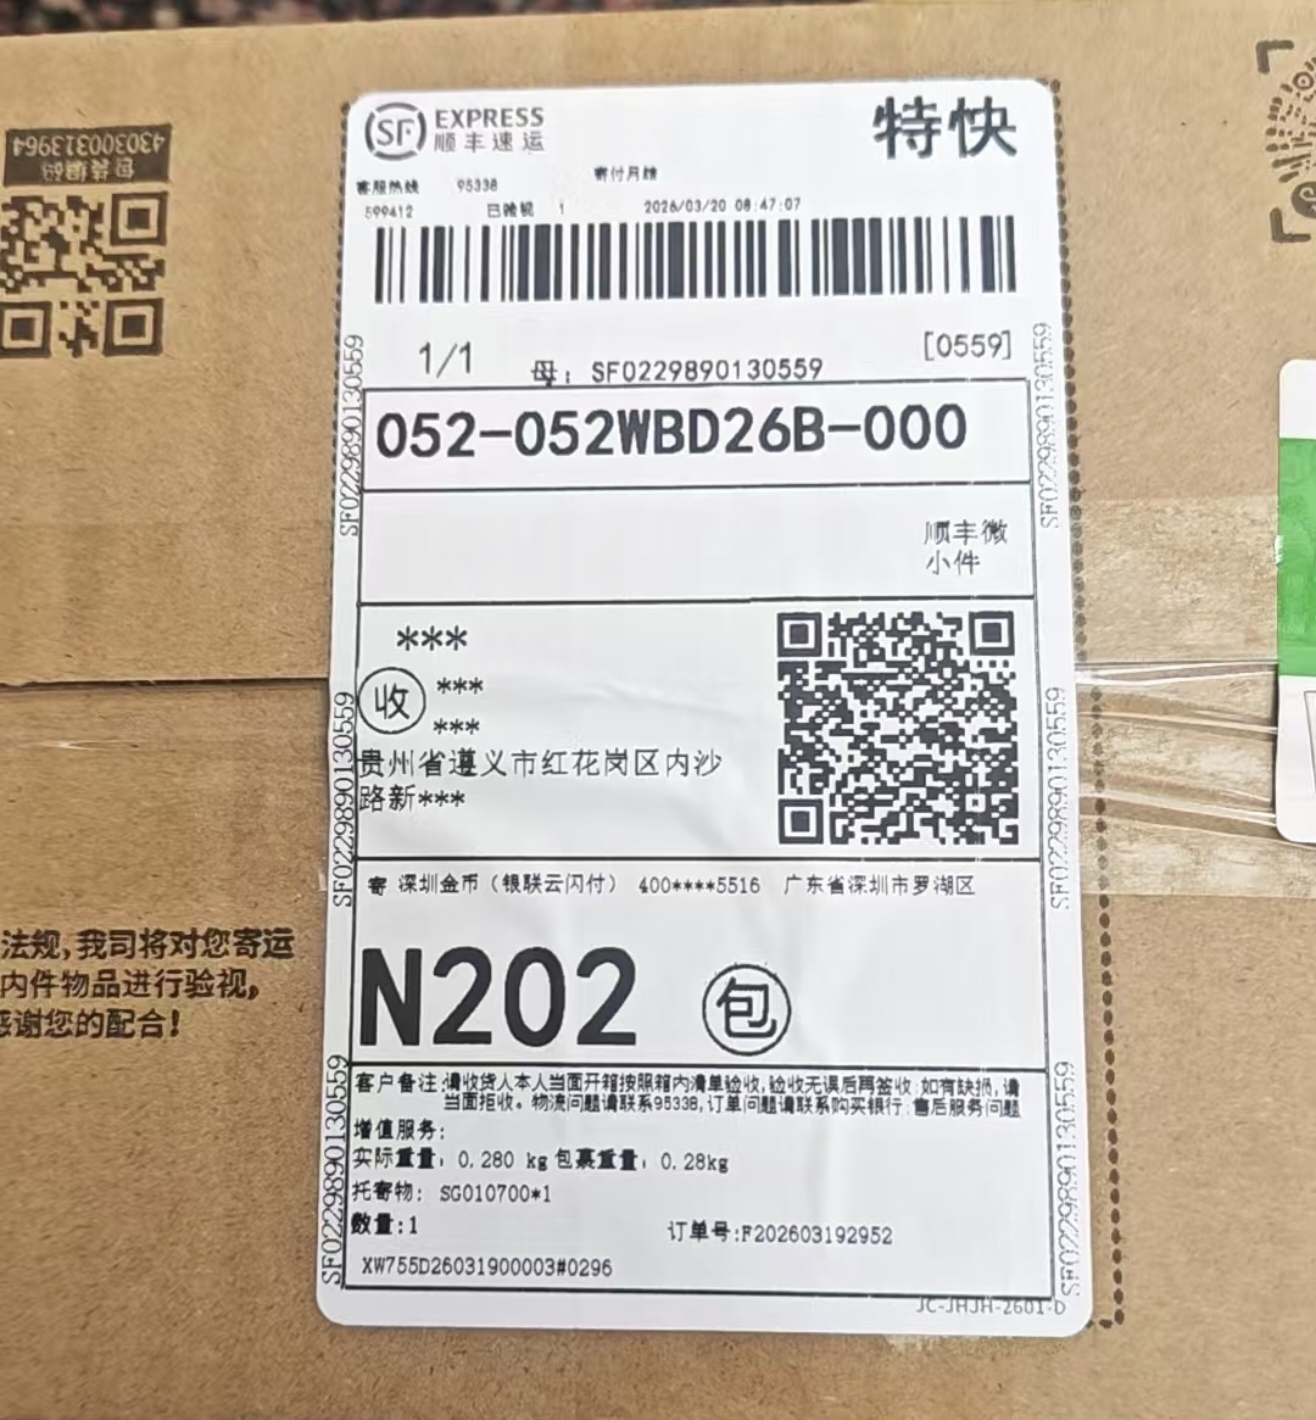 EXPRESS
顺丰速运
特快
客服热线 95338 寄付月结
599412 已验视 1 2026/03/20 08:47:07
1/1 母: SF0229890130559 [0559]
052-052WBD26B-000
顺丰微
小件
***
收 ***
***
贵州省遵义市红花岗区内沙
路新***
寄 深圳金币(银联云闪付) 400****5516 广东省深圳市罗湖区
N202 包
客户备注:请收货人本人当面开箱按照箱内清单验收,验收无误后再签收;如有缺损,请
当面拒收。物流问题请联系95338,订单问题请联系购买银行;售后服务问题
增值服务:
实际重量: 0.280 kg 包裹重量: 0.28kg
托寄物: SG010700*1
数量:1 订单号:F202603192952
XW755D26031900003#0296
JC-JHJH-2601-D
SF0229890130559
SF0229890130559
SF0229890130559
SF0229890130559
SF0229890130559
SF0229890130559
包装编码
430300313964
法规,我司将对您寄运
内件物品进行验视,
感谢您的配合!